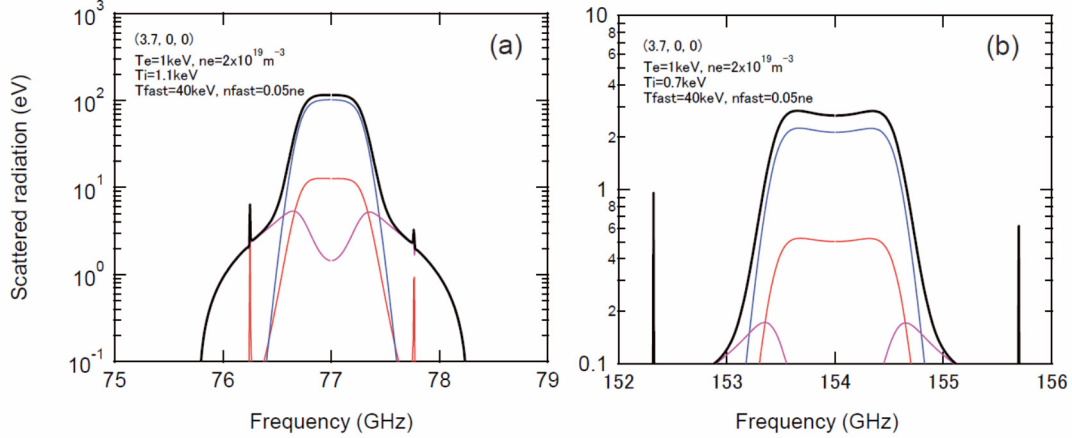 (a)
(3.7, 0, 0)
Te=1keV, ne=2x10¹⁹m⁻³
Ti=1.1keV
Tfast=40keV, nfast=0.05ne
Scattered radiation (eV)
10³
10²
10¹
10⁰
10⁻¹
75 76 77 78 79
Frequency (GHz)
(b)
(3.7, 0, 0)
Te=1keV, ne=2x10¹⁹m⁻³
Ti=0.7keV
Tfast=40keV, nfast=0.05ne
10
8
6
4
2
1
8
6
4
2
0.1
152 153 154 155 156
Frequency (GHz)